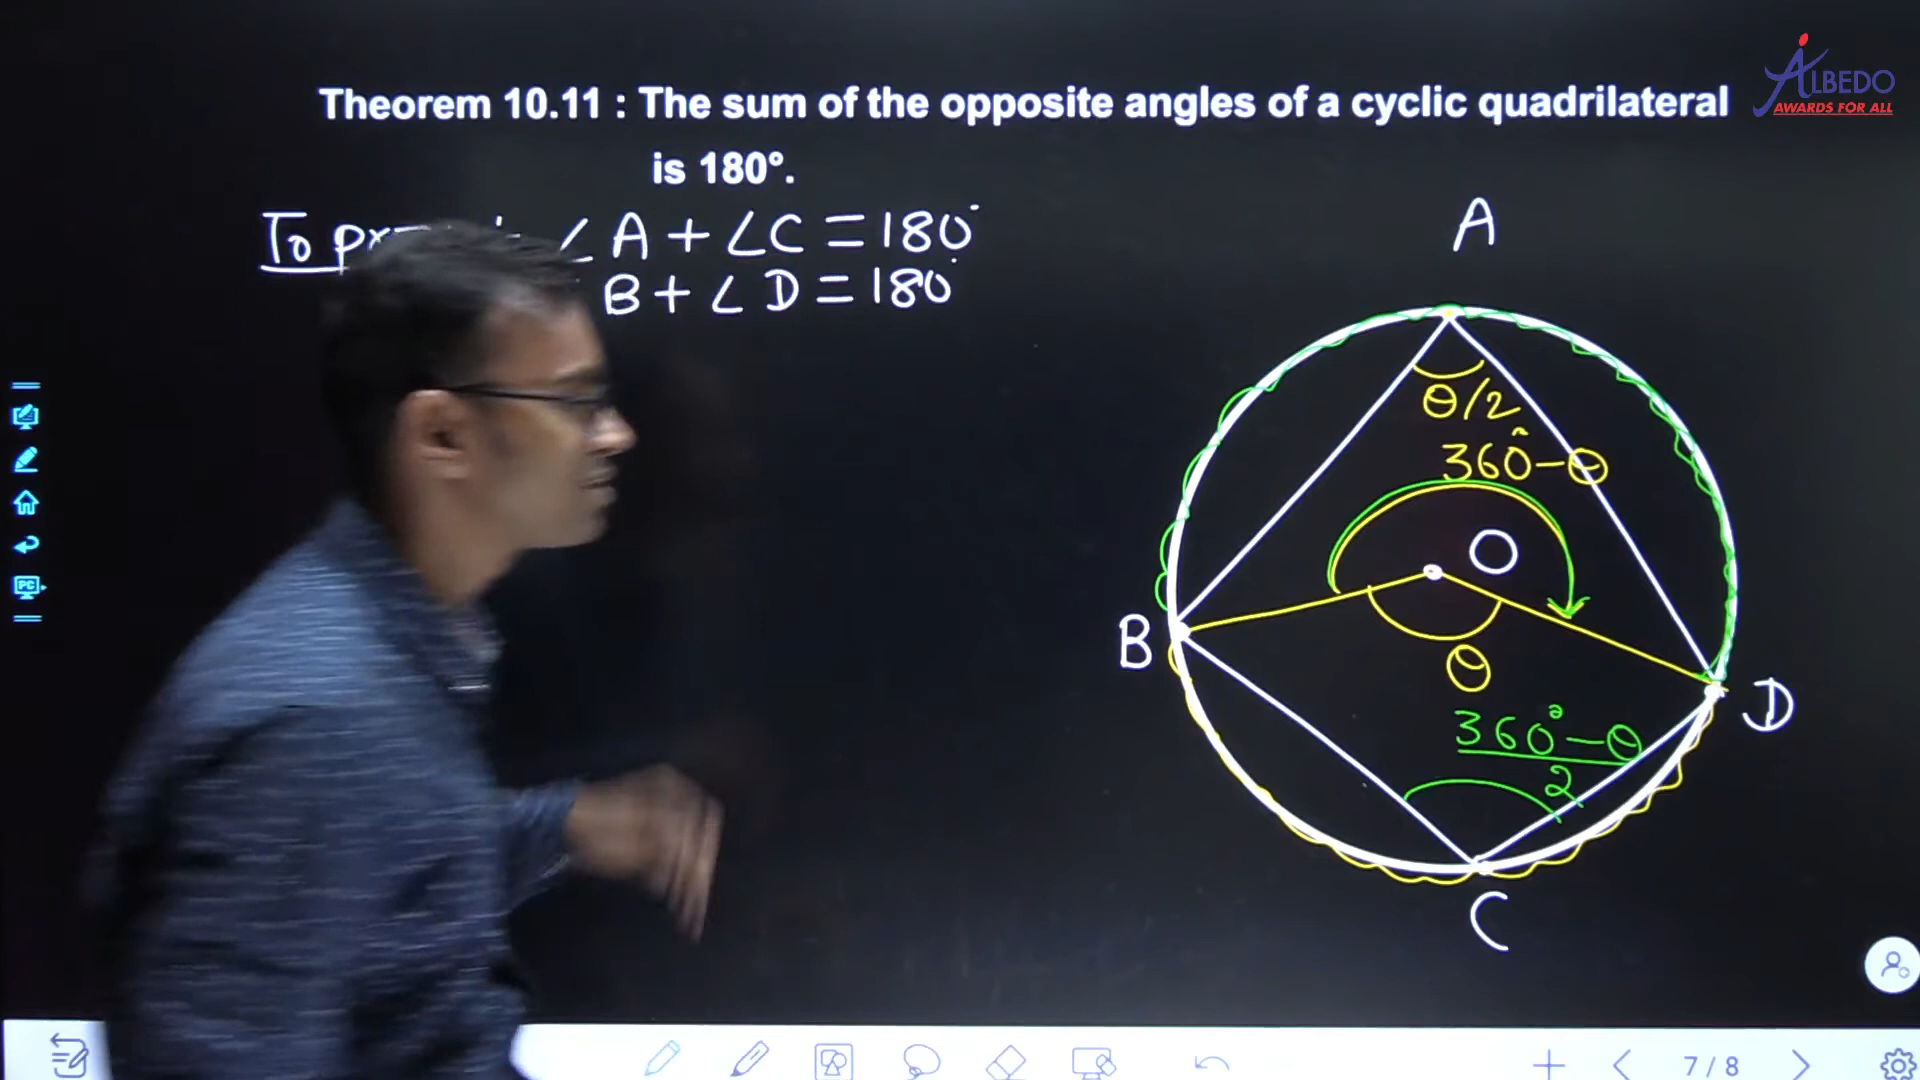 ALBEDO
AWARDS FOR ALL
Theorem 10.11 : The sum of the opposite angles of a cyclic quadrilateral
is 180°.
To ∠A + ∠C = 180°
B + ∠D = 180°
A
θ/2
360° - θ
O
B
θ
D
360° - θ
2
C
PC
7 / 8